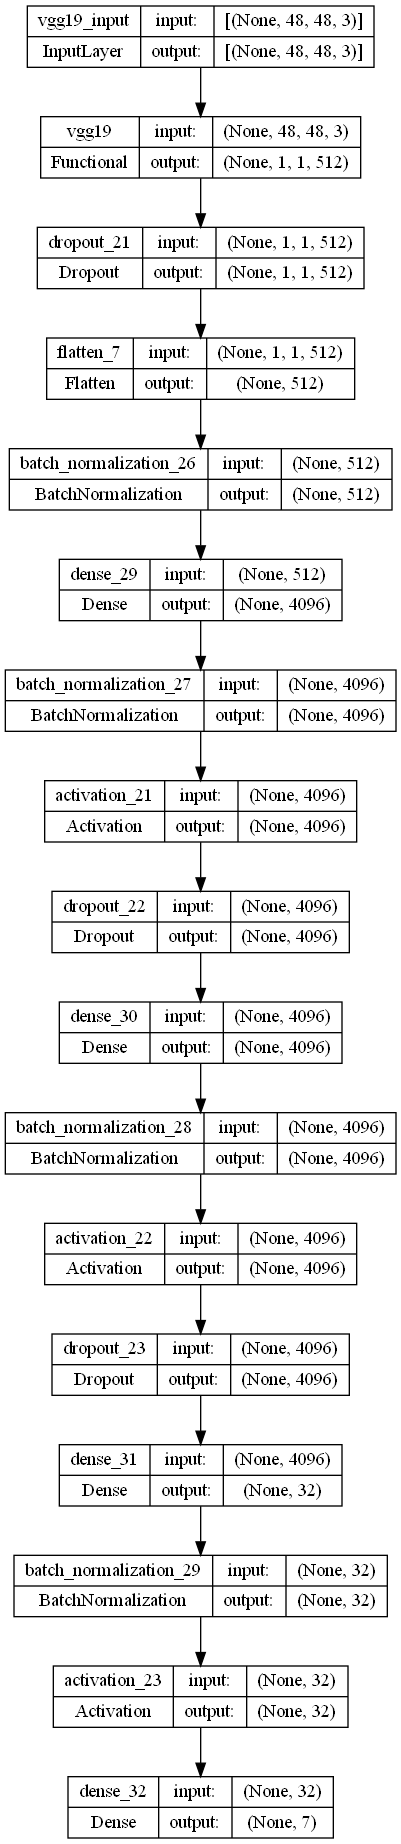 vgg19_input input: [(None, 48, 48, 3)]
InputLayer output: [(None, 48, 48, 3)]
vgg19 input: (None, 48, 48, 3)
Functional output: (None, 1, 1, 512)
dropout_21 input: (None, 1, 1, 512)
Dropout output: (None, 1, 1, 512)
flatten_7 input: (None, 1, 1, 512)
Flatten output: (None, 512)
batch_normalization_26 input: (None, 512)
BatchNormalization output: (None, 512)
dense_29 input: (None, 512)
Dense output: (None, 4096)
batch_normalization_27 input: (None, 4096)
BatchNormalization output: (None, 4096)
activation_21 input: (None, 4096)
Activation output: (None, 4096)
dropout_22 input: (None, 4096)
Dropout output: (None, 4096)
dense_30 input: (None, 4096)
Dense output: (None, 4096)
batch_normalization_28 input: (None, 4096)
BatchNormalization output: (None, 4096)
activation_22 input: (None, 4096)
Activation output: (None, 4096)
dropout_23 input: (None, 4096)
Dropout output: (None, 4096)
dense_31 input: (None, 4096)
Dense output: (None, 32)
batch_normalization_29 input: (None, 32)
BatchNormalization output: (None, 32)
activation_23 input: (None, 32)
Activation output: (None, 32)
dense_32 input: (None, 32)
Dense output: (None, 7)